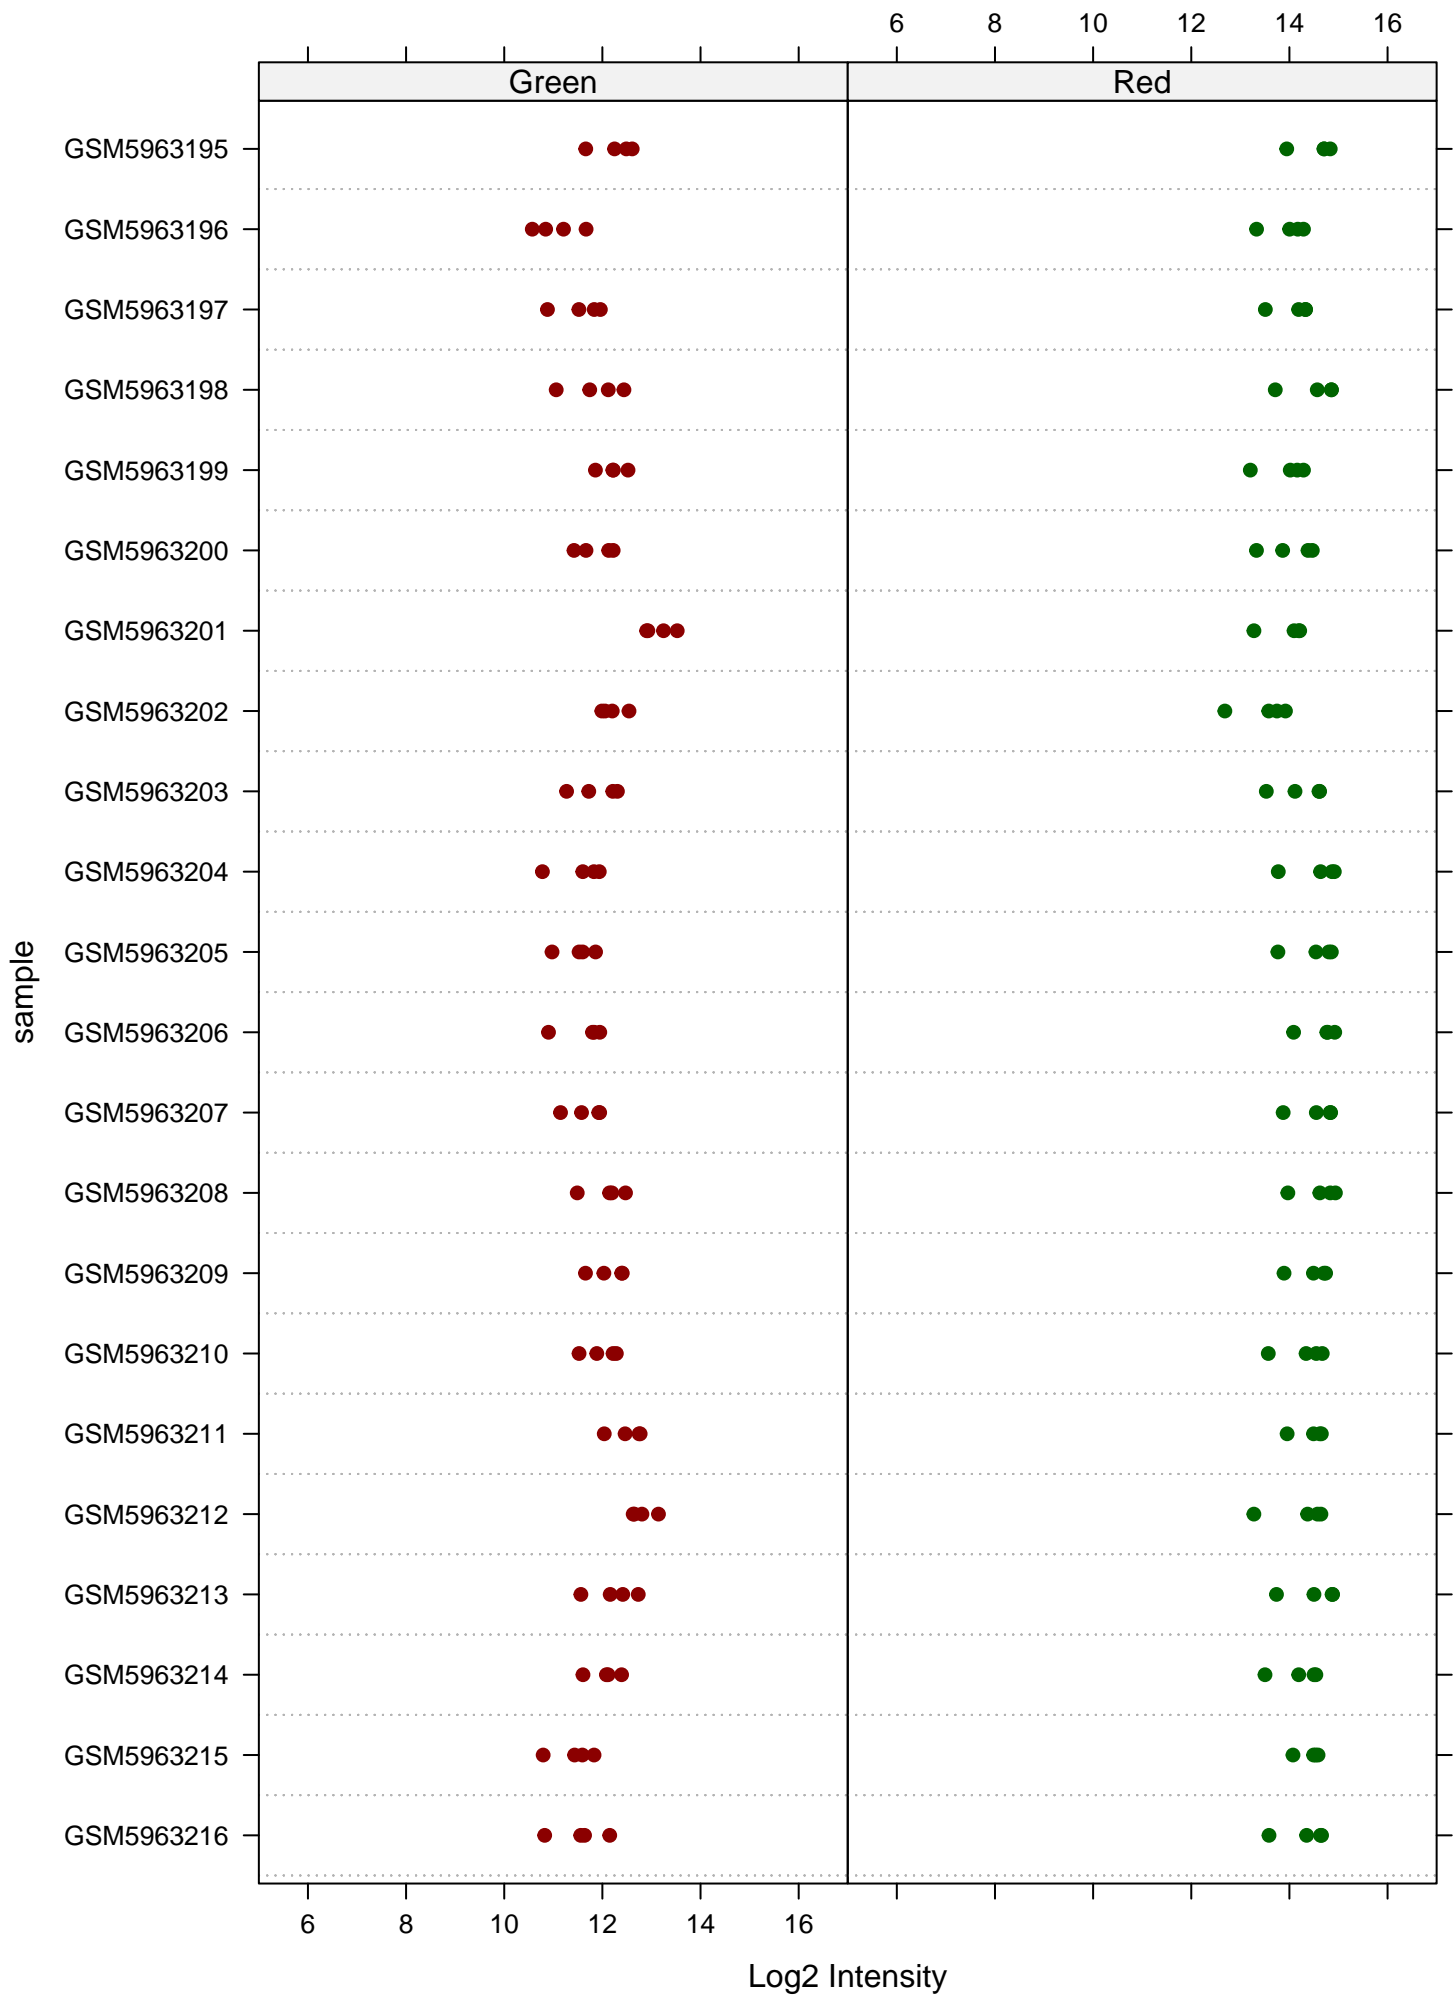 6 8 10 12 14 16
Green Red
GSM5963195
GSM5963196
GSM5963197
GSM5963198
GSM5963199
GSM5963200
GSM5963201
GSM5963202
GSM5963203
GSM5963204
GSM5963205
GSM5963206
GSM5963207
GSM5963208
GSM5963209
GSM5963210
GSM5963211
GSM5963212
GSM5963213
GSM5963214
GSM5963215
GSM5963216
sample
6 8 10 12 14 16
Log2 Intensity